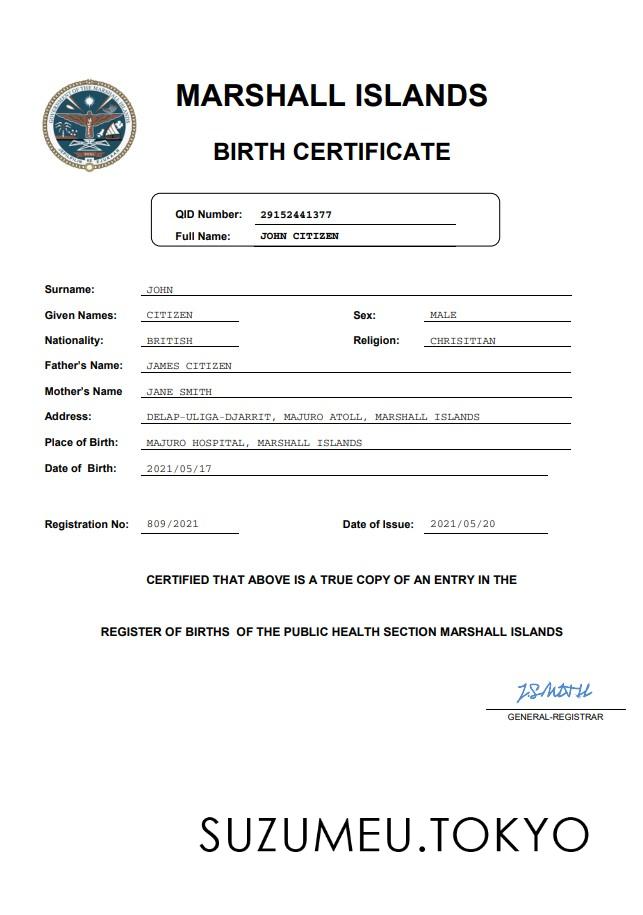 MARSHALL ISLANDS
BIRTH CERTIFICATE
QID Number: 29152441377
Full Name: JOHN CITIZEN
Surname: JOHN
Given Names: CITIZEN Sex: MALE
Nationality: BRITISH Religion: CHRISITIAN
Father's Name: JAMES CITIZEN
Mother's Name JANE SMITH
Address: DELAP-ULIGA-DJARRIT, MAJURO ATOLL, MARSHALL ISLANDS
Place of Birth: MAJURO HOSPITAL, MARSHALL ISLANDS
Date of Birth: 2021/05/17
Registration No: 809/2021 Date of Issue: 2021/05/20
CERTIFIED THAT ABOVE IS A TRUE COPY OF AN ENTRY IN THE
REGISTER OF BIRTHS OF THE PUBLIC HEALTH SECTION MARSHALL ISLANDS
J.SMITH
GENERAL-REGISTRAR
SUZUMEU.TOKYO